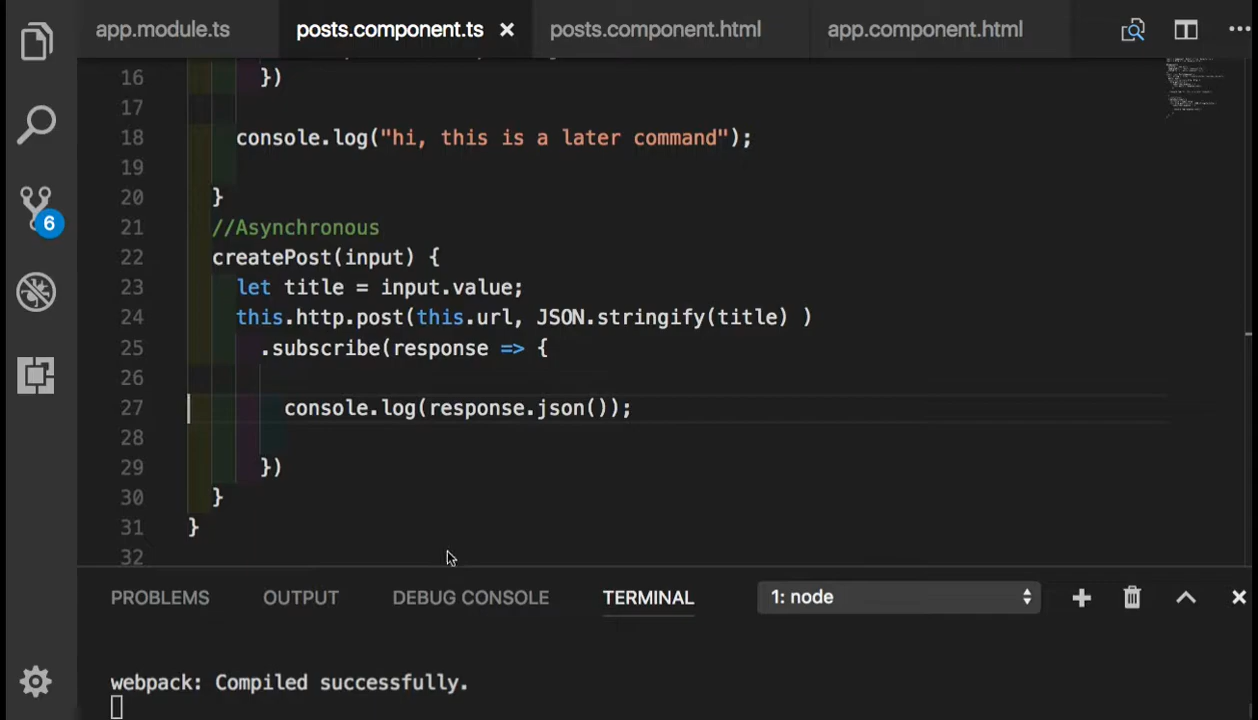 app.module.ts posts.component.ts × posts.component.html app.component.html
16 })
17
18 console.log("hi, this is a later command");
19
20 }
21 //Asynchronous
22 createPost(input) {
23 let title = input.value;
24 this.http.post(this.url, JSON.stringify(title) )
25 .subscribe(response => {
26
27 console.log(response.json());
28
29 })
30 }
31 }
32
6
PROBLEMS OUTPUT DEBUG CONSOLE TERMINAL 1: node
webpack: Compiled successfully.